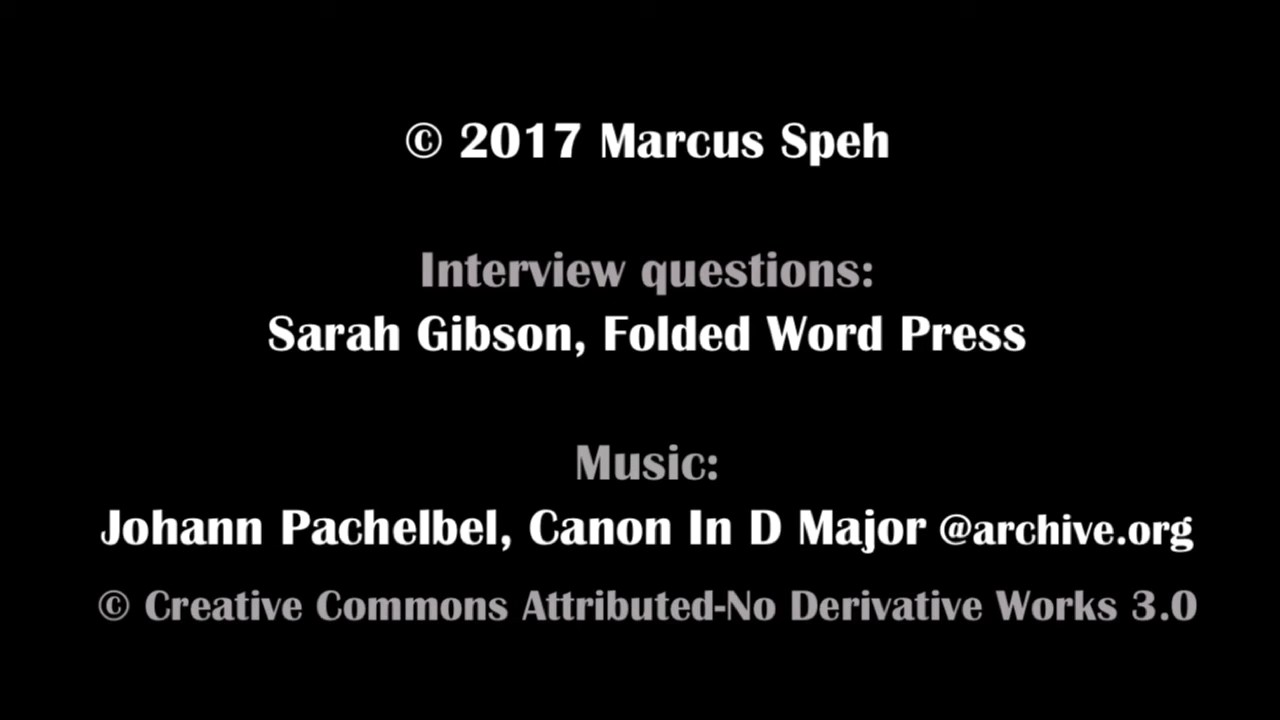 © 2017 Marcus Speh
Interview questions:
Sarah Gibson, Folded Word Press
Music:
Johann Pachelbel, Canon In D Major @archive.org
© Creative Commons Attributed-No Derivative Works 3.0